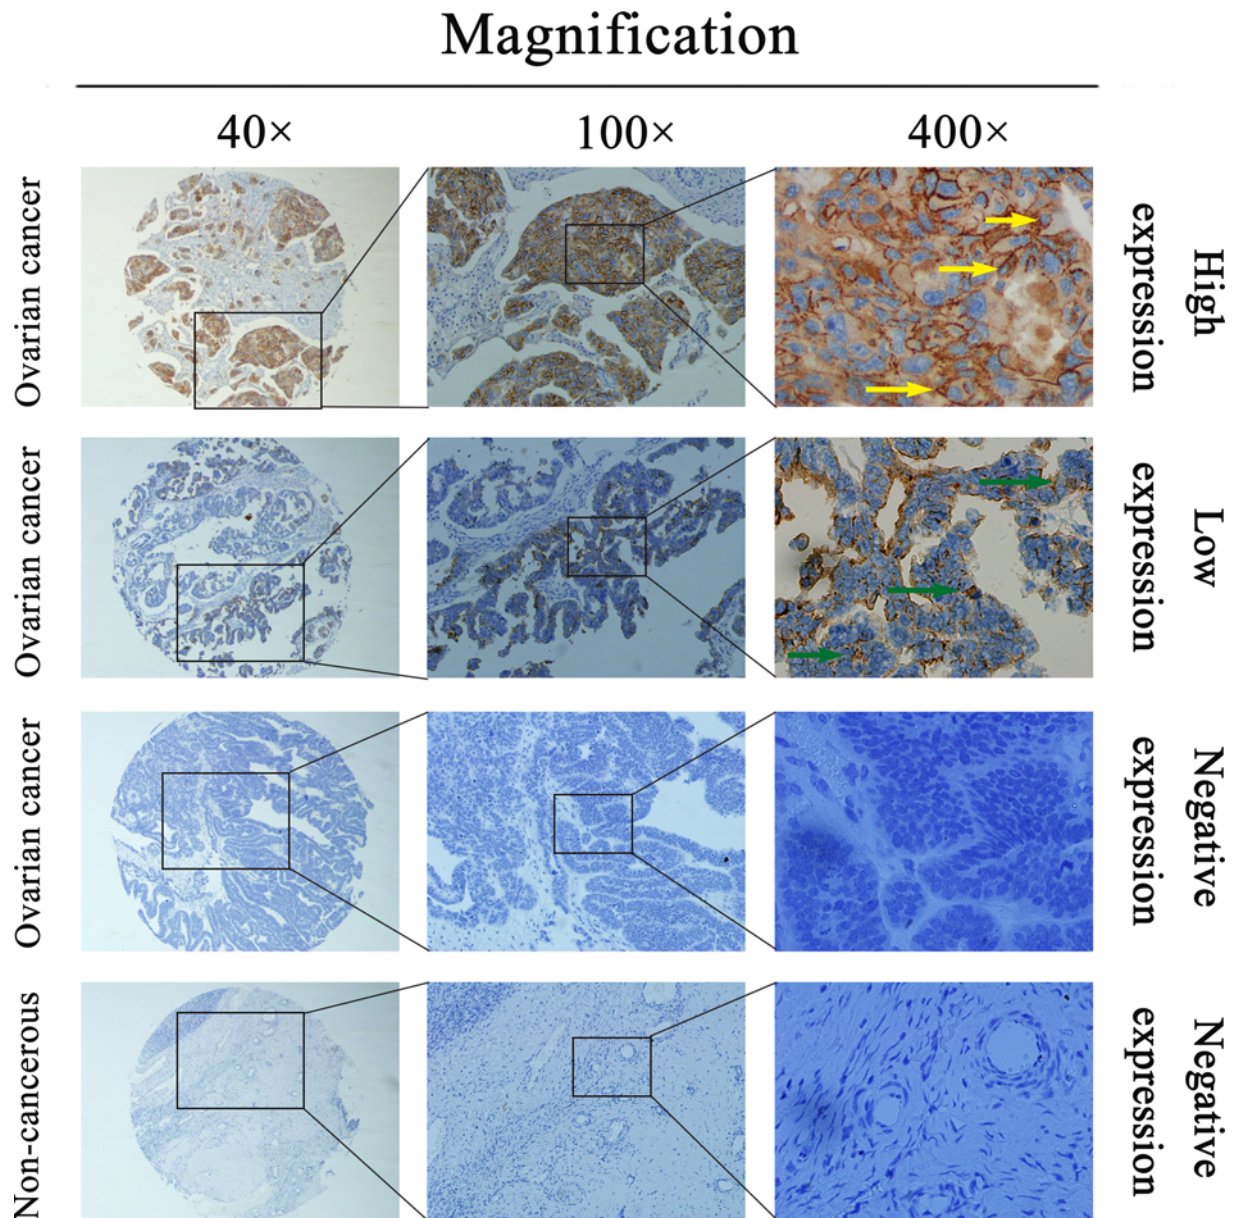 Magnification
40×
100×
400×
Ovarian cancer
High
expression
Ovarian cancer
Low
expression
Ovarian cancer
Negative
expression
Non-cancerous
Negative
expression